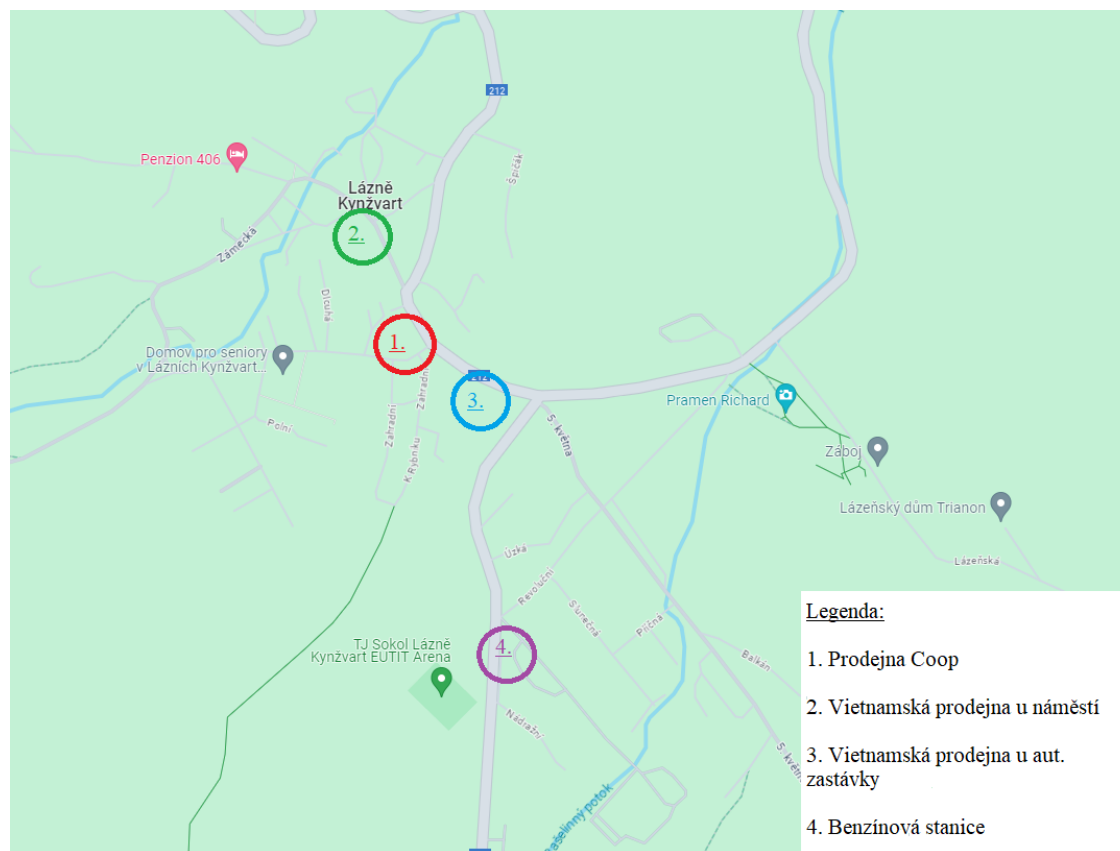 212
Penzion 406
Lázně
Kynžvart
Špičák
2.
Zámecká
Dlouhá
1.
Domov pro seniory
v Lázních Kynžvart...
212
3.
Zahradní
Zahradní
Polní
K Rybníku
5. května
Pramen Richard
Záboj
Lázeňský dům Trianon
Lázeňská
Úzká
Revoluční
Slunečná
Příčná
Balkán
TJ Sokol Lázně
Kynžvart EUTIT Arena
4.
Nádražní
5. května
212
Legenda:
1. Prodejna Coop
2. Vietnamská prodejna u náměstí
3. Vietnamská prodejna u aut.
zastávky
4. Benzínová stanice